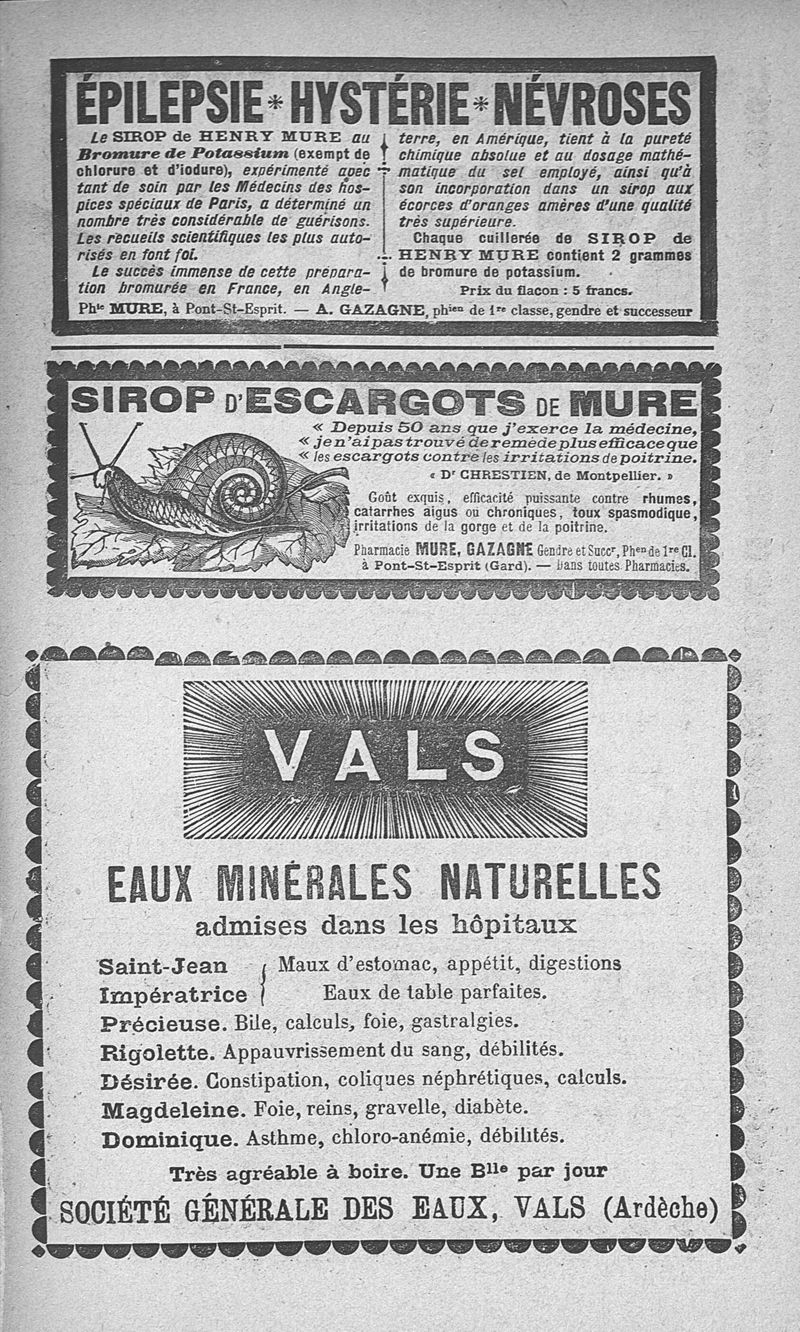 ÉPILEPSIE * HYSTÉRIE * NÉVROSES
Le SIROP de HENRY MURE au
Bromure de Potassium (exempt de
chlorure et d'iodure), expérimenté avec
tant de soin par les Médecins des hos-
pices spéciaux de Paris, a déterminé un
nombre très considérable de guérisons.
Les recueils scientifiques les plus auto-
risés en font foi.
Le succès immense de cette prépara-
tion bromurée en France, en Angle-
terre, en Amérique, tient à la pureté
chimique absolue et au dosage mathé-
matique du sel employé, ainsi qu'à
son incorporation dans un sirop aux
écorces d'oranges amères d'une qualité
très supérieure.
Chaque cuillerée de SIROP de
HENRY MURE contient 2 grammes
de bromure de potassium.
Prix du flacon : 5 francs.
Phie MURE, à Pont-St-Esprit. — A. GAZAGNE, phien de 1re classe, gendre et successeur
SIROP D'ESCARGOTS DE MURE
« Depuis 50 ans que j'exerce la médecine,
« je n'ai pas trouvé de remède plus efficace que
« les escargots contre les irritations de poitrine.
« Dr CHRESTIEN, de Montpellier. »
Goût exquis, efficacité puissante contre rhumes,
catarrhes aigus ou chroniques, toux spasmodique,
irritations de la gorge et de la poitrine.
Pharmacie MURE, GAZAGNE Gendre et Succr, Phen de 1re Cl.
à Pont-St-Esprit (Gard). — Dans toutes Pharmacies.
VALS
EAUX MINÉRALES NATURELLES
admises dans les hôpitaux
Saint-Jean { Maux d'estomac, appétit, digestions
Impératrice { Eaux de table parfaites.
Précieuse. Bile, calculs, foie, gastralgies.
Rigolette. Appauvrissement du sang, débilités.
Désirée. Constipation, coliques néphrétiques, calculs.
Magdeleine. Foie, reins, gravelle, diabète.
Dominique. Asthme, chloro-anémie, débilités.
Très agréable à boire. Une Blle par jour
SOCIÉTÉ GÉNÉRALE DES EAUX, VALS (Ardèche)